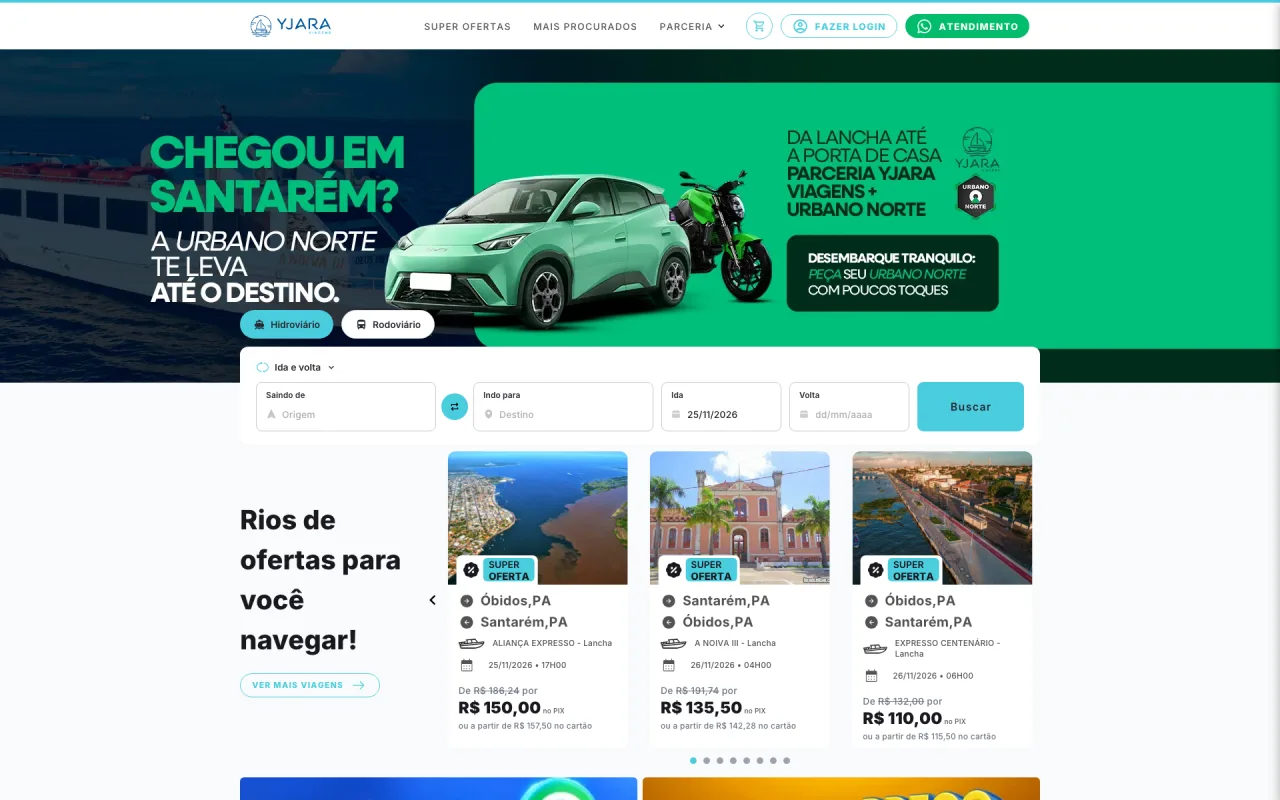 YJARA
VIAGENS
SUPER OFERTAS
MAIS PROCURADOS
PARCERIA
FAZER LOGIN
ATENDIMENTO
CHEGOU EM
SANTARÉM?
A URBANO NORTE
TE LEVA
ATÉ O DESTINO.
DA LANCHA ATÉ
A PORTA DE CASA
PARCERIA YJARA
VIAGENS +
URBANO NORTE
YJARA
URBANO
NORTE
DESEMBARQUE TRANQUILO:
PEÇA SEU URBANO NORTE
COM POUCOS TOQUES
Hidroviário
Rodoviário
Ida e volta
Saindo de
Origem
Indo para
Destino
Ida
25/11/2026
Volta
dd/mm/aaaa
Buscar
Rios de
ofertas para
você
navegar!
VER MAIS VIAGENS
SUPER
OFERTA
Óbidos,PA
Santarém,PA
ALIANÇA EXPRESSO - Lancha
25/11/2026 • 17H00
De R$ 186,24 por
R$ 150,00 no PIX
ou a partir de R$ 157,50 no cartão
SUPER
OFERTA
Santarém,PA
Óbidos,PA
A NOIVA III - Lancha
26/11/2026 • 04H00
De R$ 191,74 por
R$ 135,50 no PIX
ou a partir de R$ 142,28 no cartão
SUPER
OFERTA
Óbidos,PA
Santarém,PA
EXPRESSO CENTENÁRIO -
Lancha
26/11/2026 • 06H00
De R$ 132,00 por
R$ 110,00 no PIX
ou a partir de R$ 115,50 no cartão